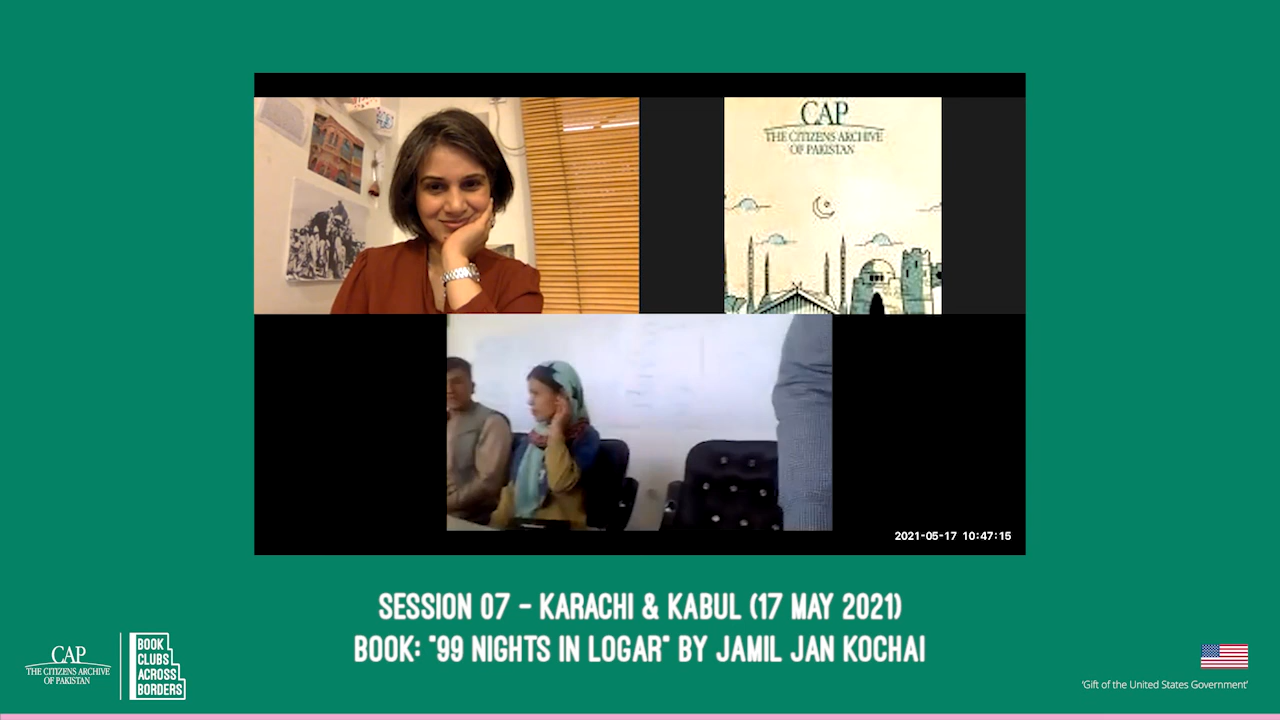 CAP
THE CITIZENS ARCHIVE
OF PAKISTAN
2021-05-17 10:47:15
SESSION 07 - KARACHI & KABUL (17 MAY 2021)
BOOK: "99 NIGHTS IN LOGAR" BY JAMIL JAN KOCHAI
CAP
THE CITIZENS ARCHIVE
OF PAKISTAN
BOOK
CLUBS
ACROSS
BORDERS
'Gift of the United States Government'